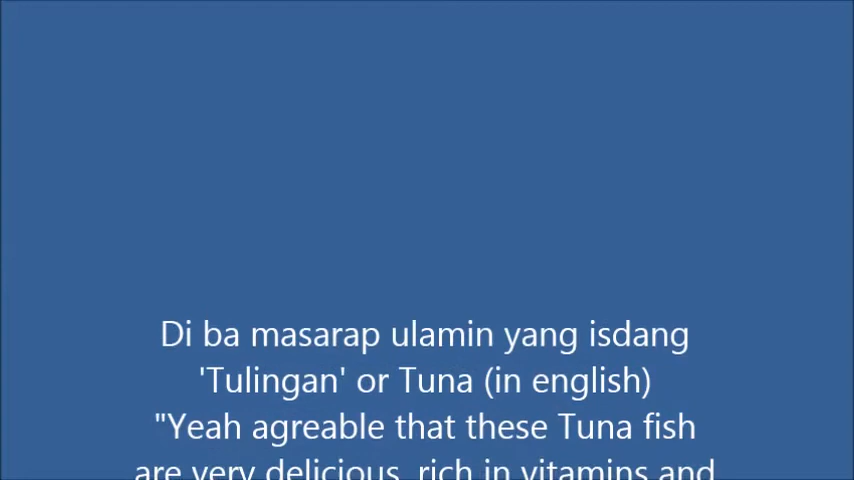 Di ba masarap ulamin yang isdang
'Tulingan' or Tuna (in english)
"Yeah agreable that these Tuna fish
are very delicious, rich in vitamins and